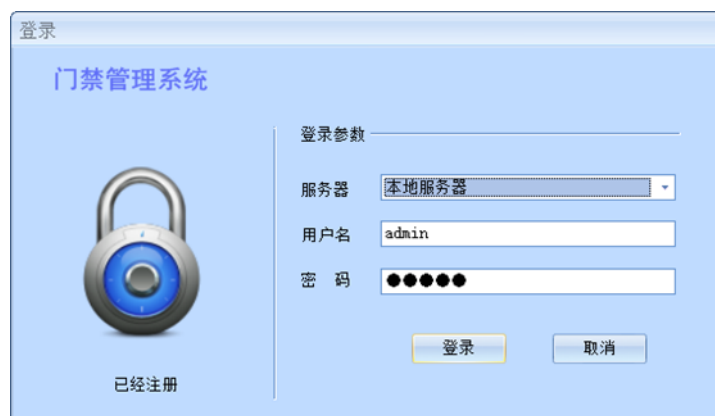 登录
门禁管理系统
登录参数
服务器 本地服务器
用户名 admin
密 码 ●●●●●
登录 取消
已经注册